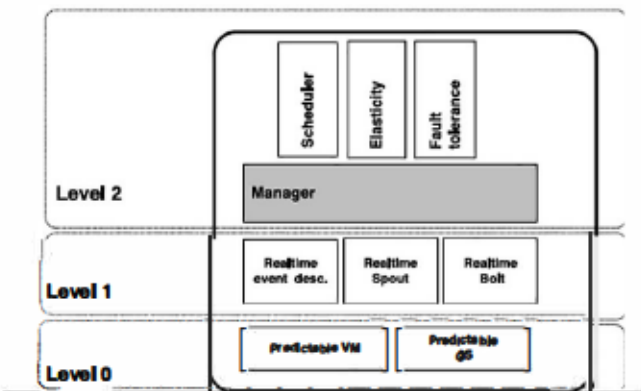 Scheduler
Elasticity
Fault
tolerance
Level 2
Manager
Realtime
event desc.
Realtime
Spout
Realtime
Bolt
Level 1
Predictable VM
Predictable
OS
Level 0